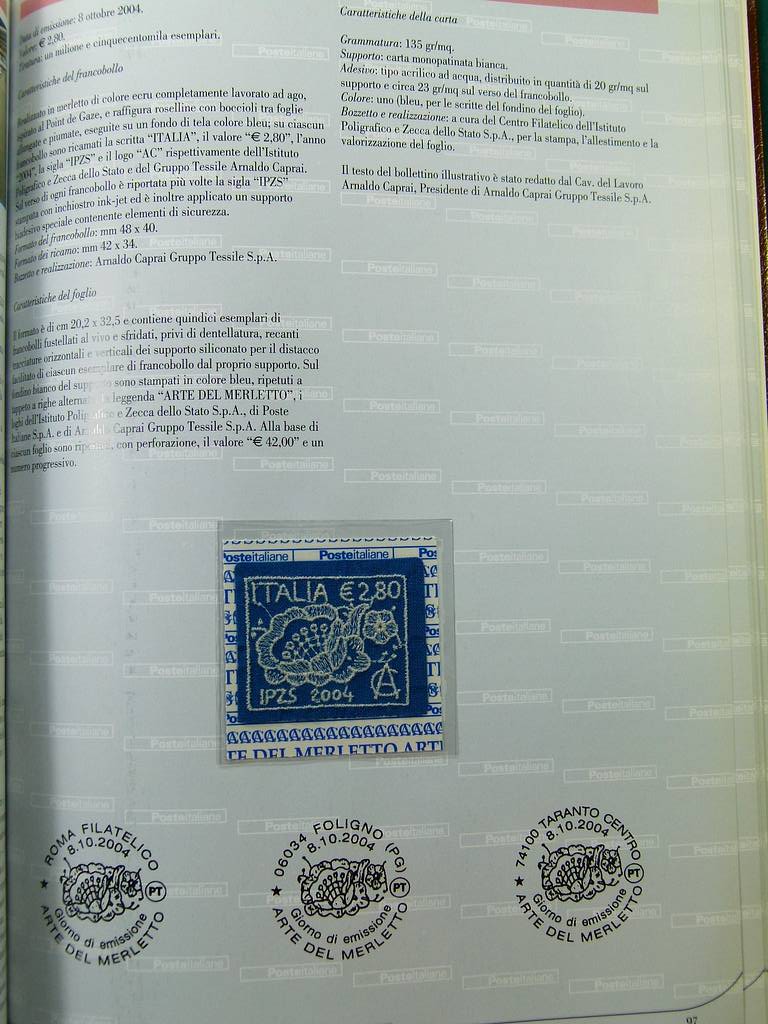 Data di emissione: 8 ottobre 2004.
Valore: € 2,80.
Tiratura: un milione e cinquecentomila esemplari.
Caratteristiche del francobollo
Realizzato in merletto di colore ecru completamente lavorato ad ago,
ispirato al Point de Gaze, e raffigura roselline con boccioli tra foglie
allungate e piumate, eseguite su un fondo di tela colore bleu; su ciascun
francobollo sono ricamati la scritta “ITALIA”, il valore “€ 2,80”, l'anno
“2004”, la sigla “IPZS” e il logo “AC” rispettivamente dell'Istituto
Poligrafico e Zecca dello Stato e del Gruppo Tessile Arnaldo Caprai.
Sul verso di ogni francobollo è riportata più volte la sigla “IPZS”
stampata con inchiostro ink-jet ed è inoltre applicato un supporto
biadesivo speciale contenente elementi di sicurezza.
Formato del francobollo: mm 48 x 40.
Formato dei ricamo: mm 42 x 34.
Bozzetto e realizzazione: Arnaldo Caprai Gruppo Tessile S.p.A.
Caratteristiche del foglio
Il formato è di cm 20,2 x 32,5 e contiene quindici esemplari di
francobolli fustellati al vivo e sfridati, privi di dentellatura, recanti
tracciature orizzontali e verticali dei supporto siliconato per il distacco
facilitato di ciascun esemplare di francobollo dal proprio supporto. Sul
fondino bianco del supporto sono stampati in colore bleu, ripetuti a
tappeto a righe alternate la leggenda “ARTE DEL MERLETTO”, i
loghi dell'Istituto Poligrafico e Zecca dello Stato S.p.A., di Poste
Italiane S.p.A. e di Arnaldo Caprai Gruppo Tessile S.p.A. Alla base di
ciascun foglio sono riportati, con perforazione, il valore “€ 42,00” e un
numero progressivo.
Caratteristiche della carta
Grammatura: 135 gr/mq.
Supporto: carta monopatinata bianca.
Adesivo: tipo acrilico ad acqua, distribuito in quantità di 20 gr/mq sul
supporto e circa 23 gr/mq sul verso del francobollo.
Colore: uno (bleu, per le scritte del fondino del foglio).
Bozzetto e realizzazione: a cura del Centro Filatelico dell'Istituto
Poligrafico e Zecca dello Stato S.p.A., per la stampa, l'allestimento e la
valorizzazione del foglio.
Il testo del bollettino illustrativo è stato redatto dal Cav. del Lavoro
Arnaldo Caprai, Presidente di Arnaldo Caprai Gruppo Tessile S.p.A.
Posteitaliane Posteitaliane Pos
ITALIA €2,80
IPZS 2004 A
TE DEL MERLETTO ARTE
ROMA FILATELICO
8.10.2004
PT
Giorno di emissione
ARTE DEL MERLETTO
06034 FOLIGNO (PG)
8.10.2004
PT
Giorno di emissione
ARTE DEL MERLETTO
74100 TARANTO CENTRO
8.10.2004
PT
Giorno di emissione
ARTE DEL MERLETTO
97